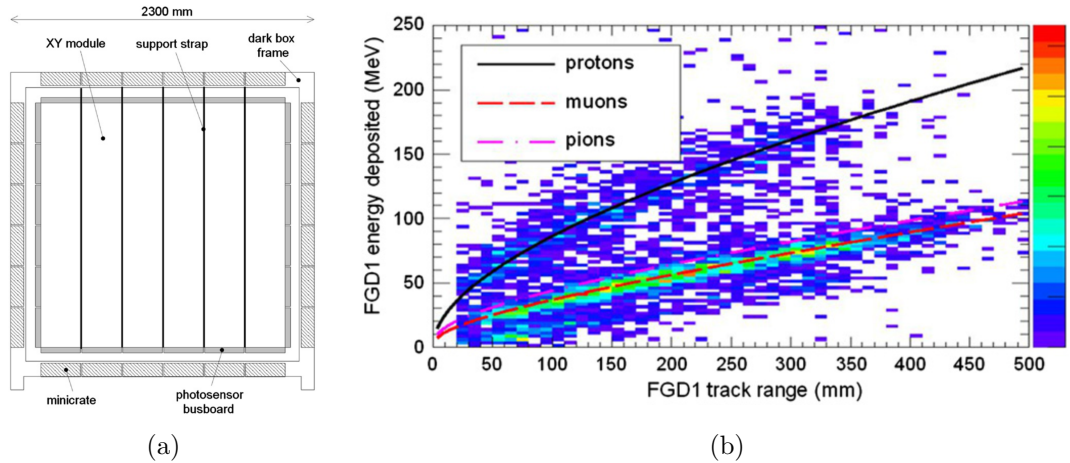 2300 mm
XY module
support strap
dark box
frame
minicrate
photosensor
busboard
(a)
FGD1 energy deposited (MeV)
250
200
150
100
50
0
protons
muons
pions
0 50 100 150 200 250 300 350 400 450 500
FGD1 track range (mm)
(b)